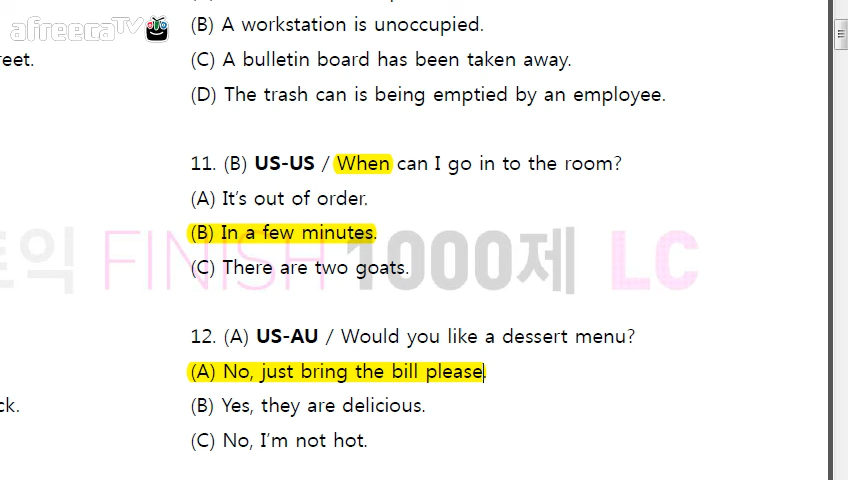 afreecaTV
(B) A workstation is unoccupied.
reet.
(C) A bulletin board has been taken away.
(D) The trash can is being emptied by an employee.
11. (B) US-US / When can I go in to the room?
(A) It's out of order.
(B) In a few minutes.
익 FINISH 1000제 LC
(C) There are two goats.
12. (A) US-AU / Would you like a dessert menu?
(A) No, just bring the bill please.
ck.
(B) Yes, they are delicious.
(C) No, I'm not hot.